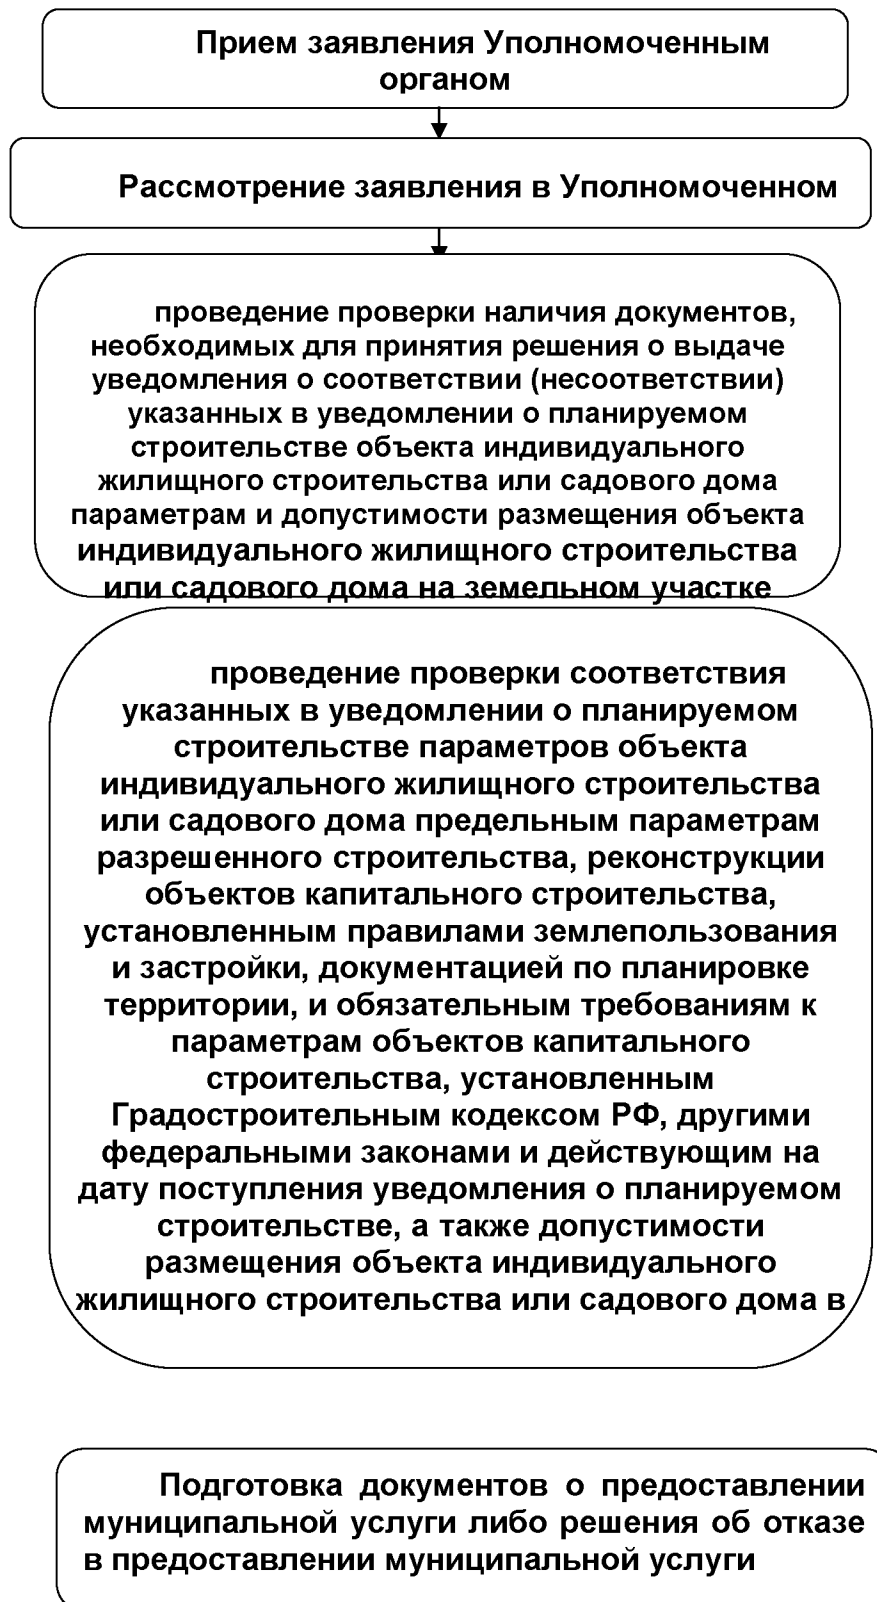 Прием заявления Уполномоченным
органом
Рассмотрение заявления в Уполномоченном
проведение проверки наличия документов,
необходимых для принятия решения о выдаче
уведомления о соответствии (несоответствии)
указанных в уведомлении о планируемом
строительстве объекта индивидуального
жилищного строительства или садового дома
параметрам и допустимости размещения объекта
индивидуального жилищного строительства
или садового дома на земельном участке
проведение проверки соответствия
указанных в уведомлении о планируемом
строительстве параметров объекта
индивидуального жилищного строительства
или садового дома предельным параметрам
разрешенного строительства, реконструкции
объектов капитального строительства,
установленным правилами землепользования
и застройки, документацией по планировке
территории, и обязательным требованиям к
параметрам объектов капитального
строительства, установленным
Градостроительным кодексом РФ, другими
федеральными законами и действующим на
дату поступления уведомления о планируемом
строительстве, а также допустимости
размещения объекта индивидуального
жилищного строительства или садового дома в
Подготовка документов о предоставлении
муниципальной услуги либо решения об отказе
в предоставлении муниципальной услуги